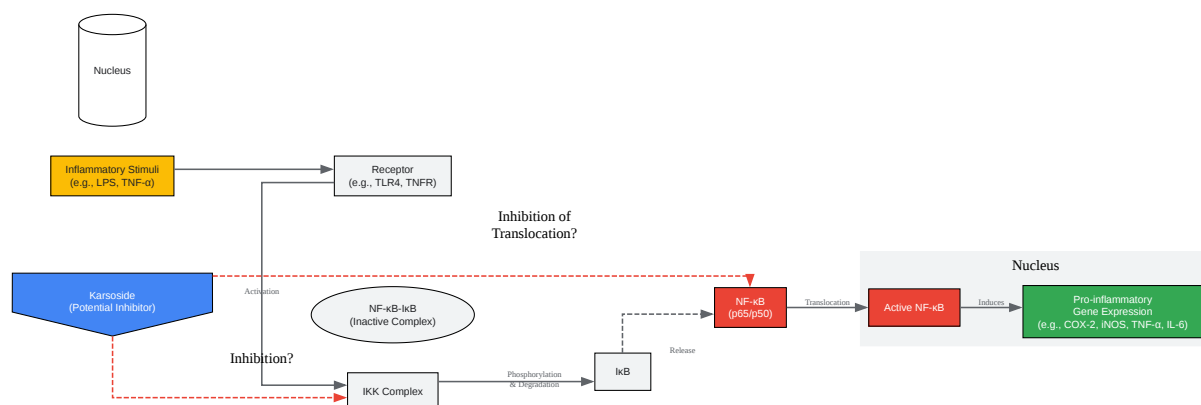 Nucleus
Inflammatory Stimuli
(e.g., LPS, TNF-α)
Receptor
(e.g., TLR4, TNFR)
Inhibition of
Translocation?
Nucleus
Karsoside
(Potential Inhibitor)
Activation
NF-κB-IκB
(Inactive Complex)
NF-κB
(p65/p50)
Translocation
Active NF-κB
Induces
Pro-inflammatory
Gene Expression
(e.g., COX-2, iNOS, TNF-α, IL-6)
Inhibition?
Release
IKK Complex
Phosphorylation
& Degradation
IκB